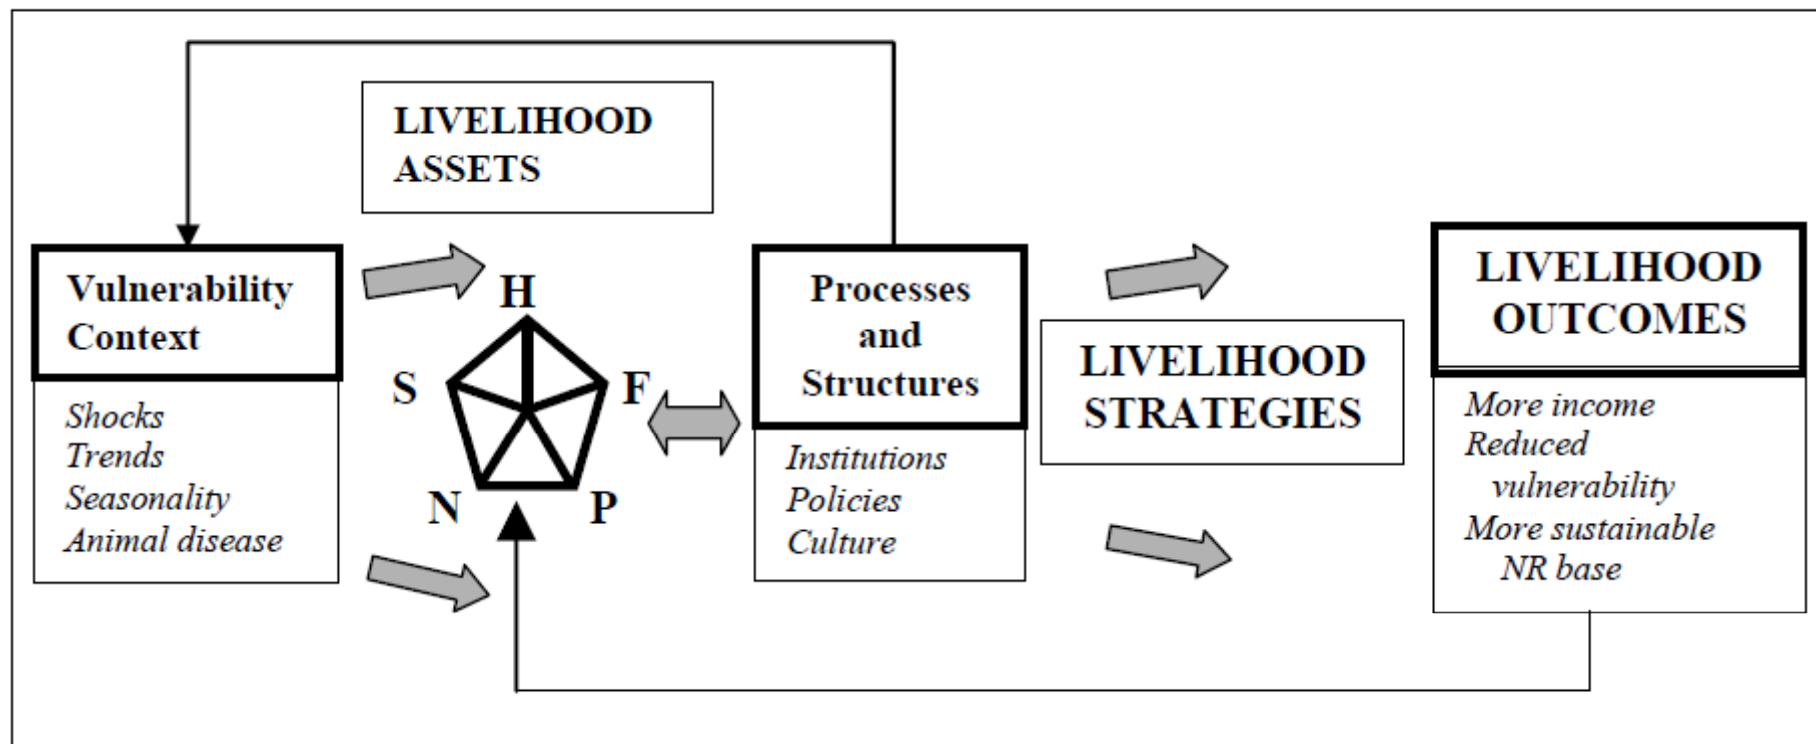 LIVELIHOOD
ASSETS
Vulnerability
Context
Shocks
Trends
Seasonality
Animal disease
H
S
F
N
P
Processes
and
Structures
Institutions
Policies
Culture
LIVELIHOOD
STRATEGIES
LIVELIHOOD
OUTCOMES
More income
Reduced
vulnerability
More sustainable
NR base